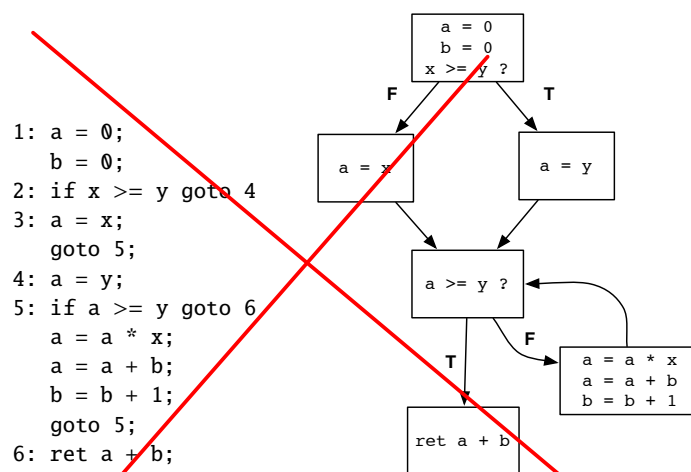 1: a = 0;
b = 0;
2: if x >= y goto 4
3: a = x;
goto 5;
4: a = y;
5: if a >= y goto 6
a = a * x;
a = a + b;
b = b + 1;
goto 5;
6: ret a + b;
a = 0
b = 0
x >= y ?
F
T
a = x
a = y
a >= y ?
T
F
a = a * x
a = a + b
b = b + 1
ret a + b